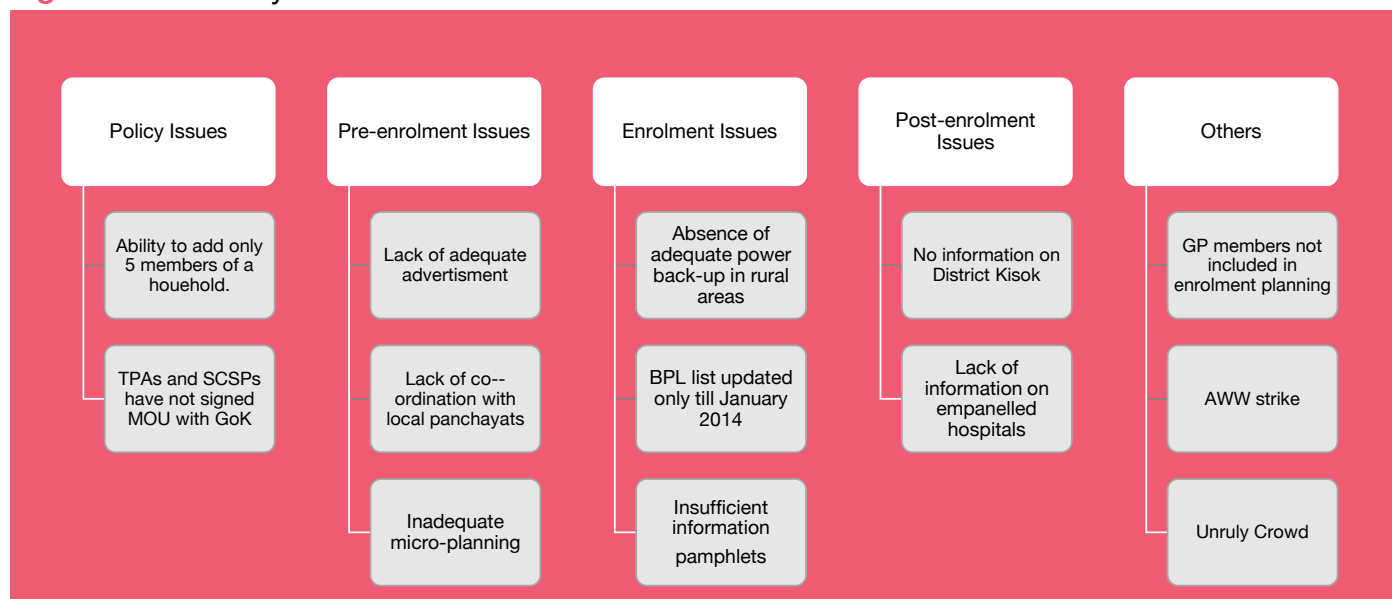 Policy Issues
Ability to add only
5 members of a
houehold.
TPAs and SCSPs
have not signed
MOU with GoK
Pre-enrolment Issues
Lack of adequate
advertisment
Lack of co--
ordination with
local panchayats
Inadequate
micro-planning
Enrolment Issues
Absence of
adequate power
back-up in rural
areas
BPL list updated
only till January
2014
Insufficient
information
pamphlets
Post-enrolment
Issues
No information on
District Kisok
Lack of
information on
empanelled
hospitals
Others
GP members not
included in
enrolment planning
AWW strike
Unruly Crowd